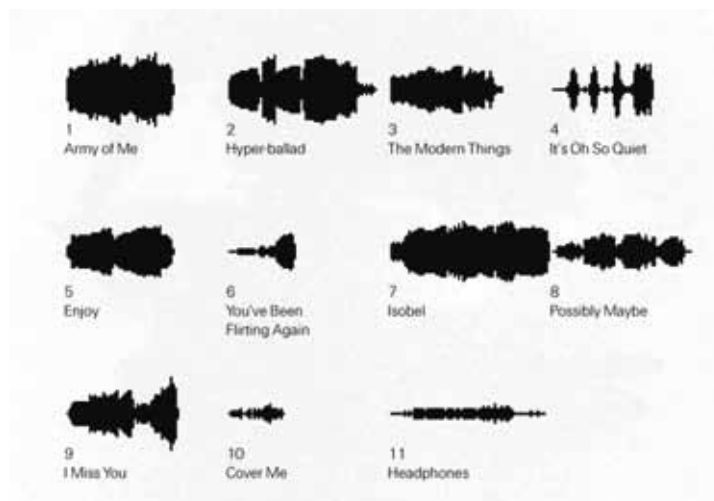 1
Army of Me
2
Hyper-ballad
3
The Modern Things
4
It's Oh So Quiet
5
Enjoy
6
You've Been
Flirting Again
7
Isobel
8
Possibly Maybe
9
I Miss You
10
Cover Me
11
Headphones